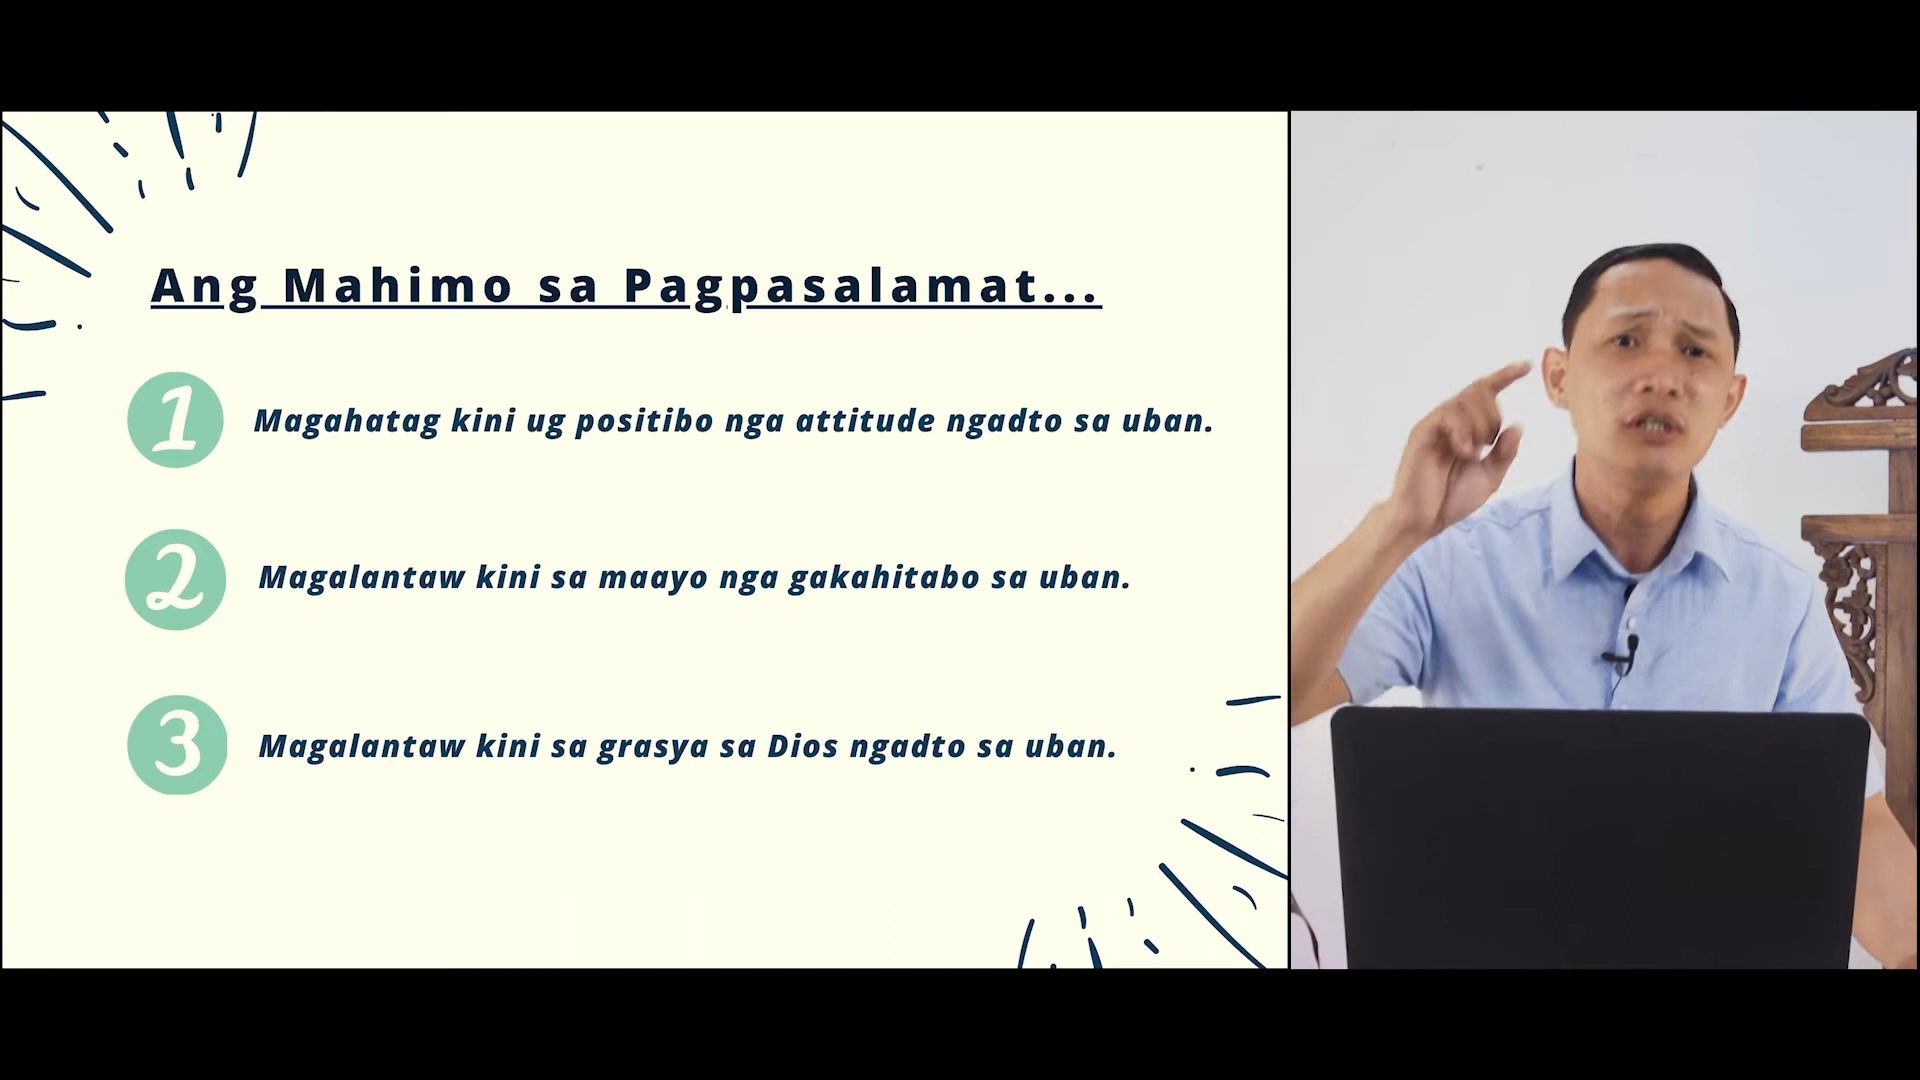 Ang Mahimo sa Pagpasalamat...
1 Magahatag kini ug positibo nga attitude ngadto sa uban.
2 Magalantaw kini sa maayo nga gakahitabo sa uban.
3 Magalantaw kini sa grasya sa Dios ngadto sa uban.